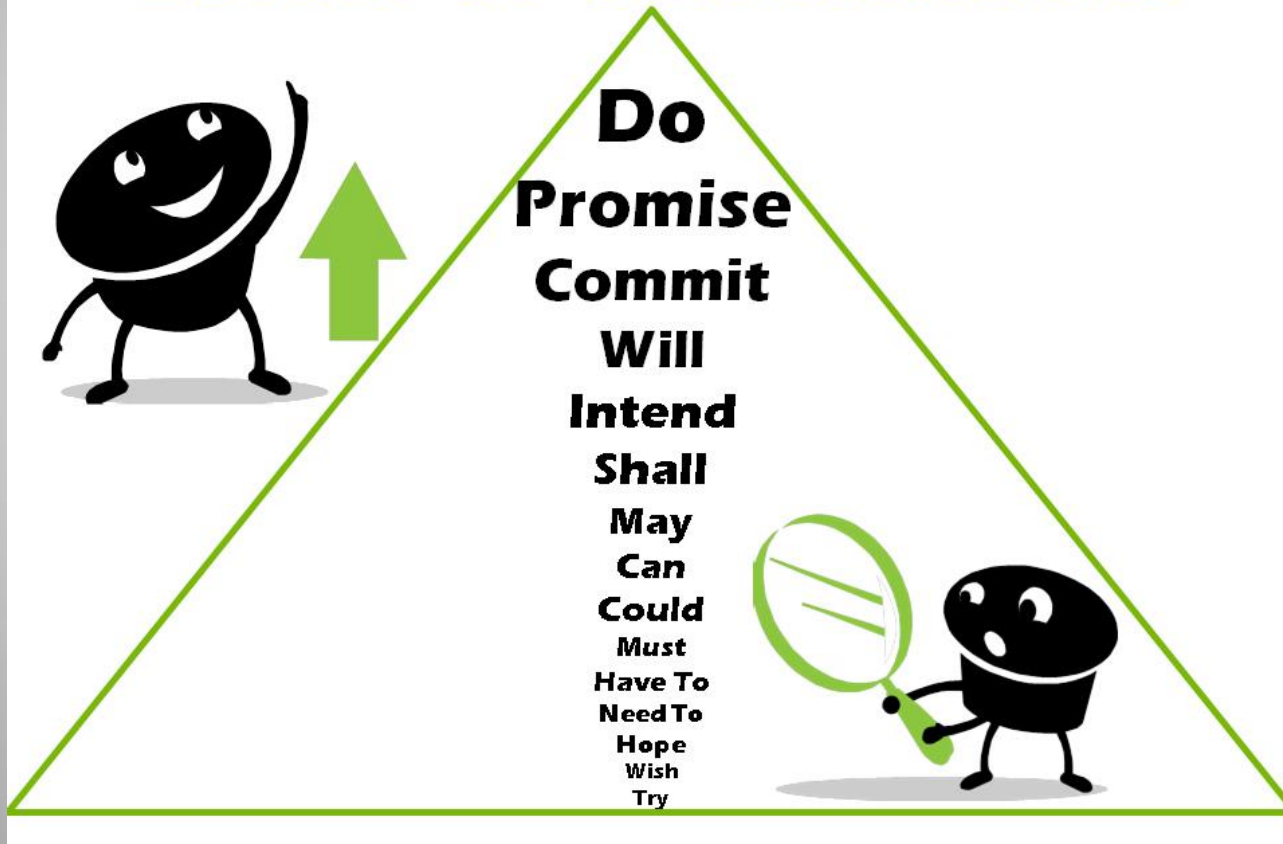 Do
Promise
Commit
Will
Intend
Shall
May
Can
Could
Must
Have To
Need To
Hope
Wish
Try